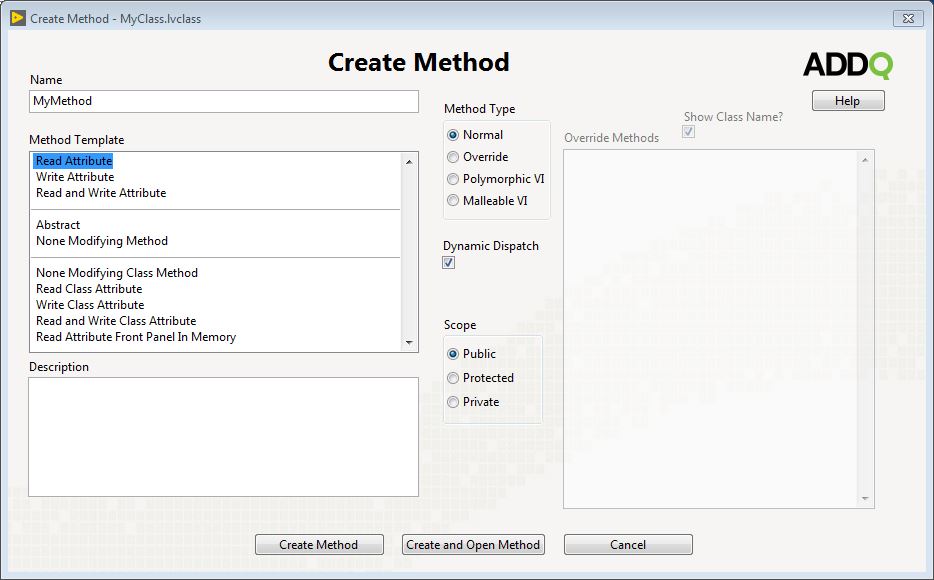 Create Method - MyClass.lvclass
Create Method
ADDQ
Name
MyMethod
Help
Method Template
Read Attribute
Write Attribute
Read and Write Attribute
Abstract
None Modifying Method
None Modifying Class Method
Read Class Attribute
Write Class Attribute
Read and Write Class Attribute
Read Attribute Front Panel In Memory
Description
Method Type
Normal
Override
Polymorphic VI
Malleable VI
Dynamic Dispatch
Scope
Public
Protected
Private
Show Class Name?
Override Methods
Create Method
Create and Open Method
Cancel